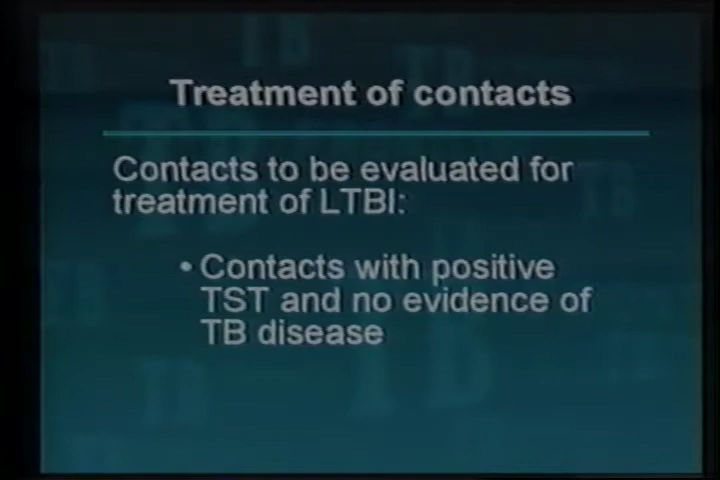 Treatment of contacts
Contacts to be evaluated for
treatment of LTBI:
• Contacts with positive
TST and no evidence of
TB disease